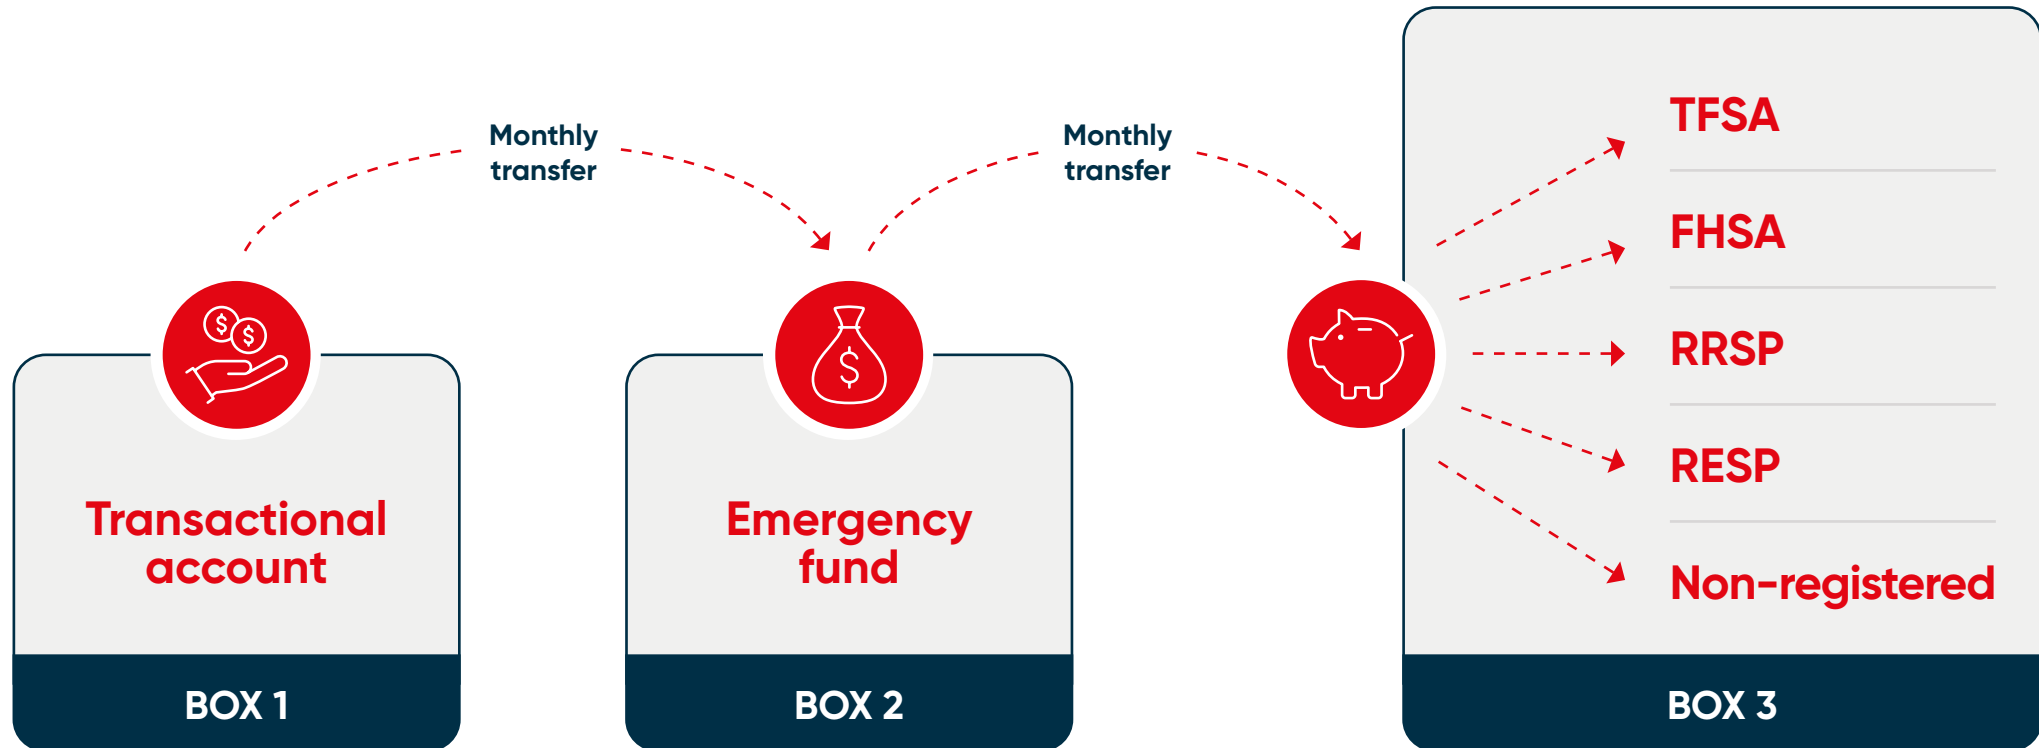 Monthly
transfer
Monthly
transfer
Transactional
account
BOX 1
Emergency
fund
BOX 2
TFSA
FHSA
RRSP
RESP
Non-registered
BOX 3